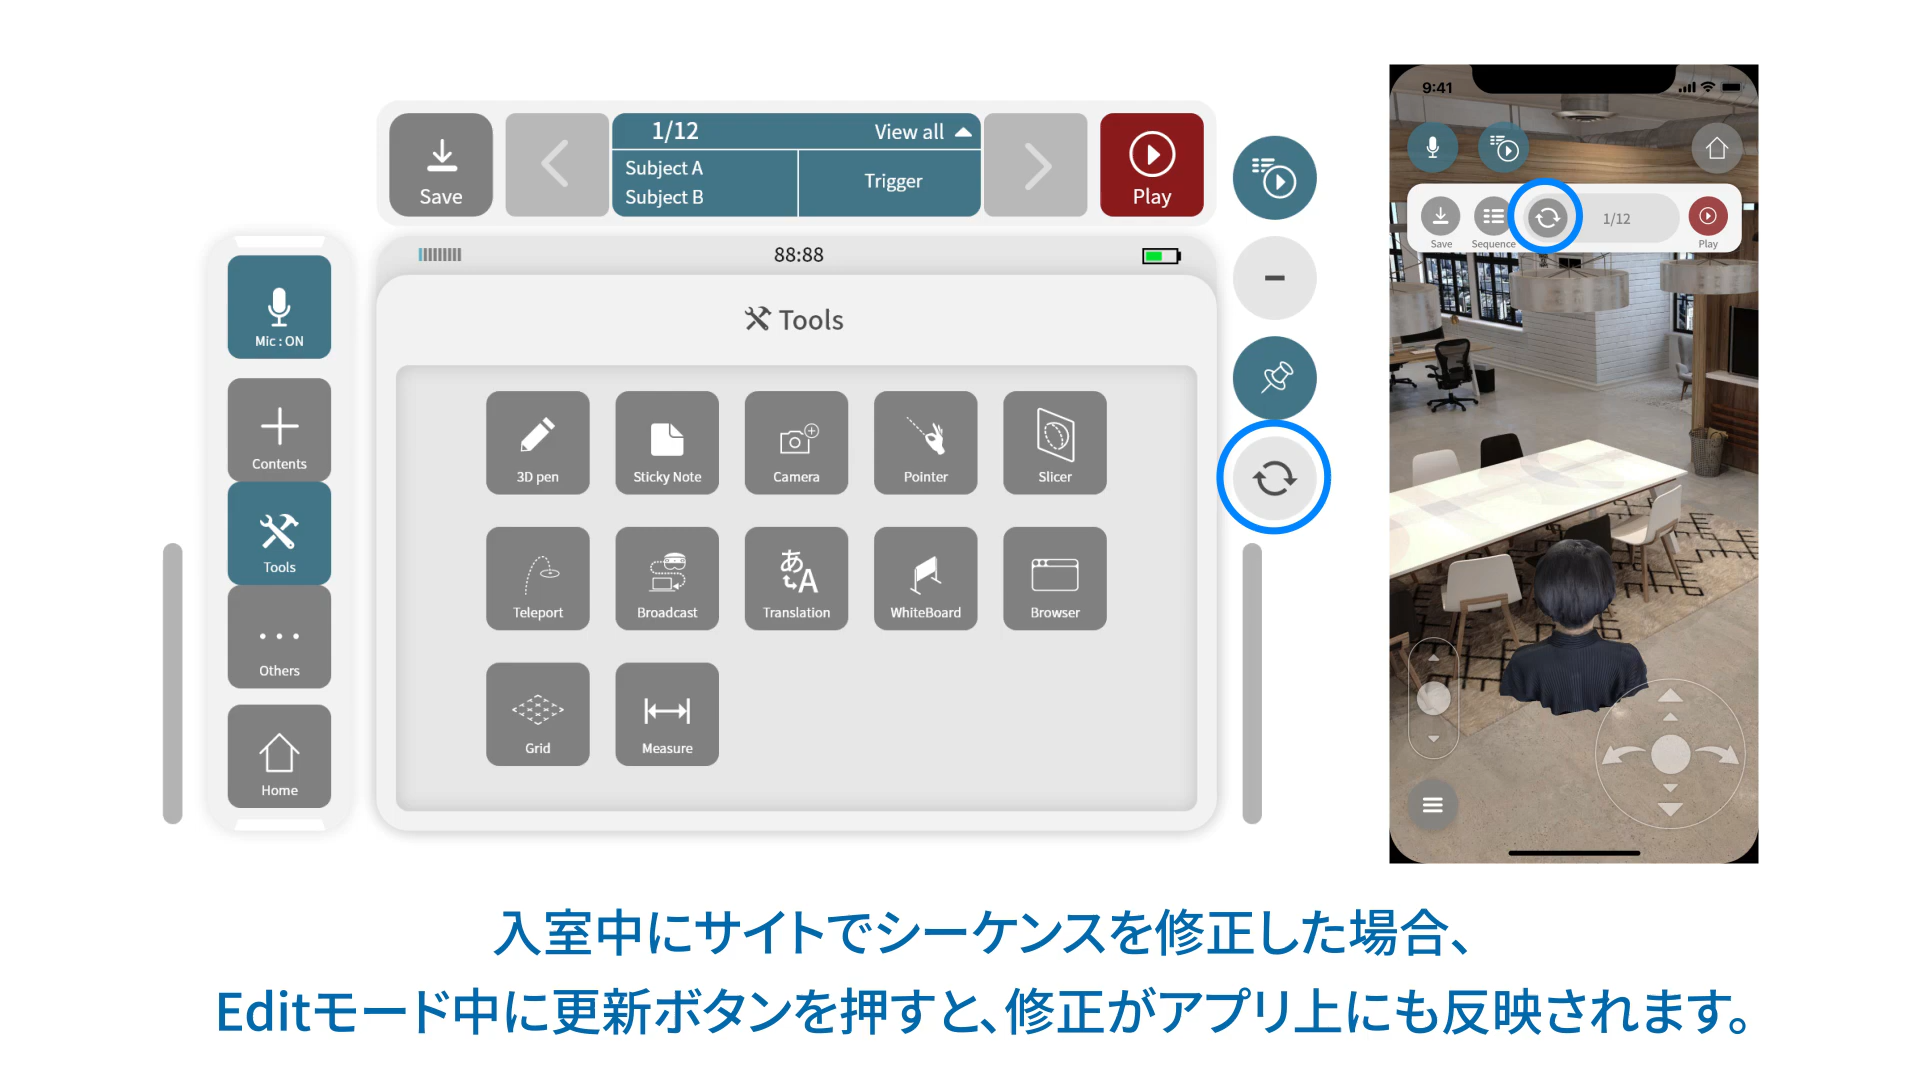 Save
1/12
View all
Subject A
Subject B
Trigger
Play
88:88
Tools
Mic : ON
Contents
Tools
Others
Home
3D pen
Sticky Note
Camera
Pointer
Slicer
Teleport
Broadcast
あ
A
Translation
WhiteBoard
Browser
Grid
Measure
9:41
1/12
Save
Sequence
Play
入室中にサイトでシーケンスを修正した場合、
Editモード中に更新ボタンを押すと、修正がアプリ上にも反映されます。